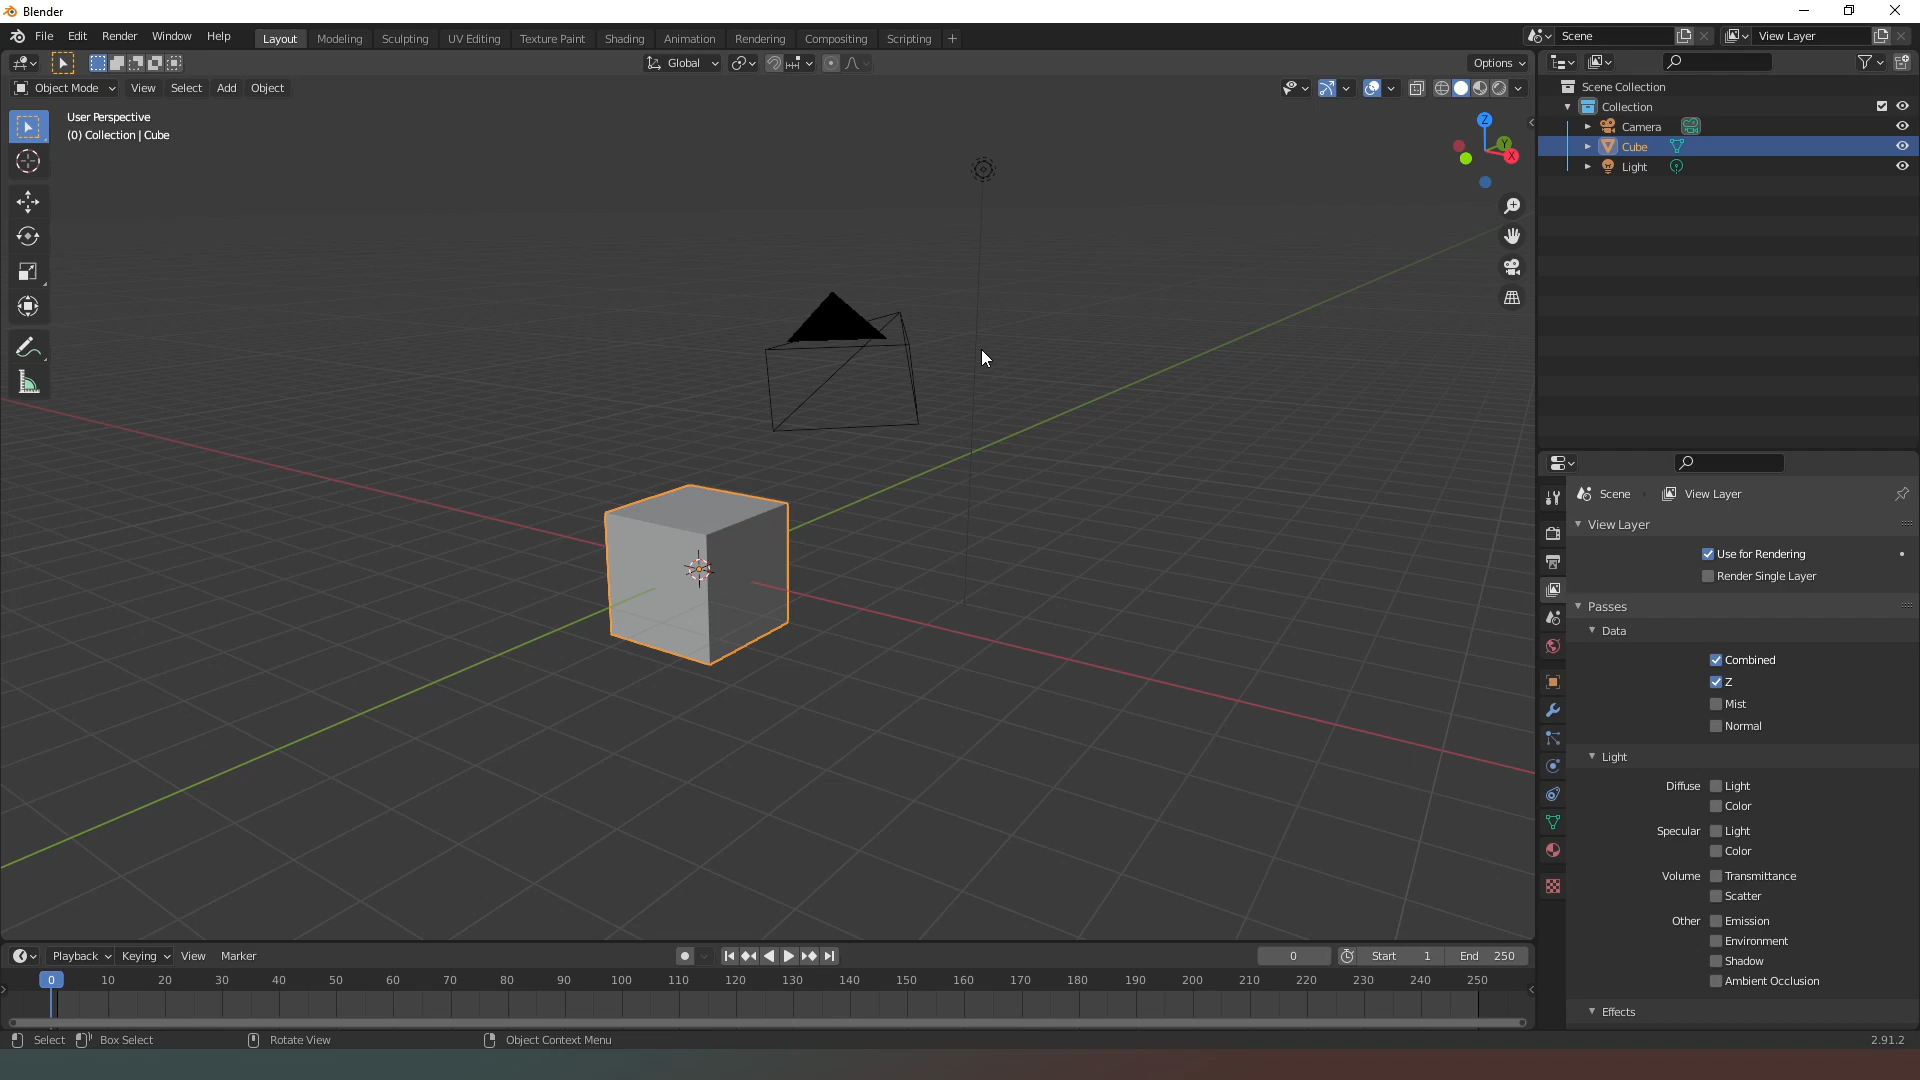 Blender
File Edit Render Window Help
Layout Modeling Sculpting UV Editing Texture Paint Shading Animation Rendering Compositing Scripting +
Scene
View Layer
Global
Options
Object Mode View Select Add Object
User Perspective
(0) Collection | Cube
Z
Y
X
Scene Collection
Collection
Camera
Cube
Light
Scene View Layer
View Layer
Use for Rendering
Render Single Layer
Passes
Data
Combined
Z
Mist
Normal
Light
Diffuse Light
Color
Specular Light
Color
Volume Transmittance
Scatter
Other Emission
Environment
Shadow
Ambient Occlusion
Effects
Playback Keying View Marker
0 Start 1 End 250
0 10 20 30 40 50 60 70 80 90 100 110 120 130 140 150 160 170 180 190 200 210 220 230 240 250
Select Box Select Rotate View Object Context Menu
2.91.2